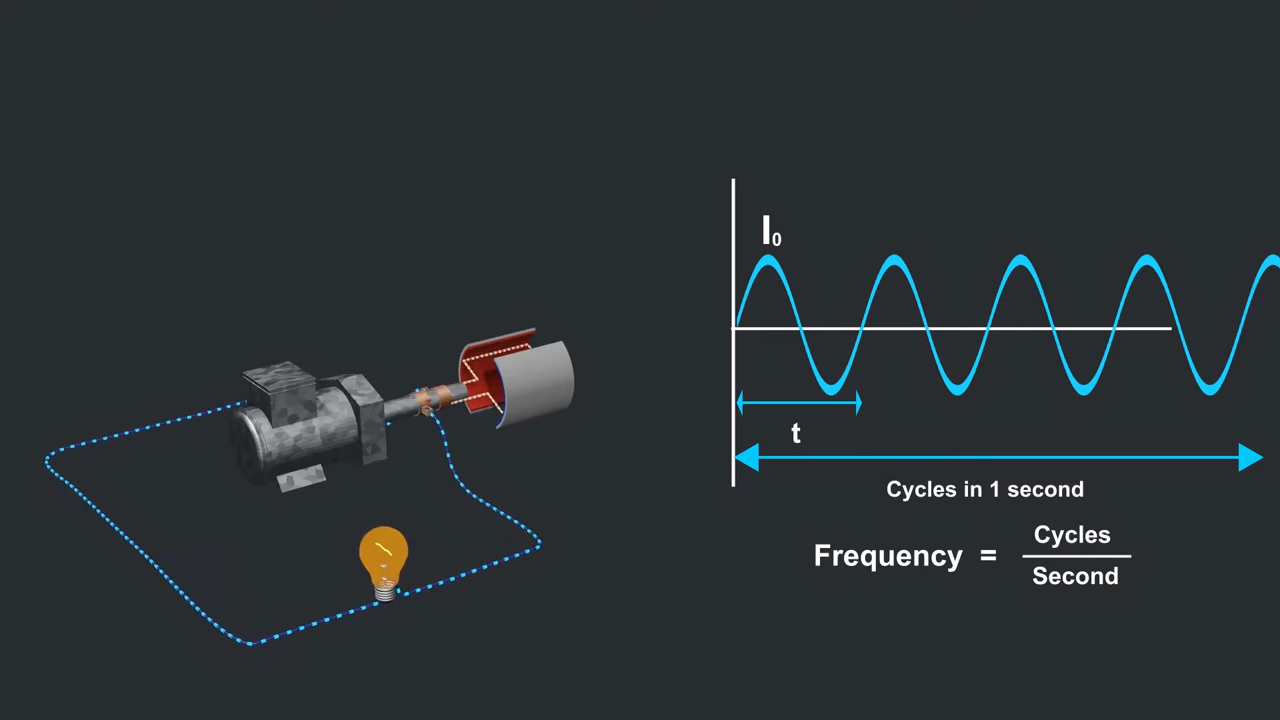 I₀
t
Cycles in 1 second
Frequency = Cycles
Second